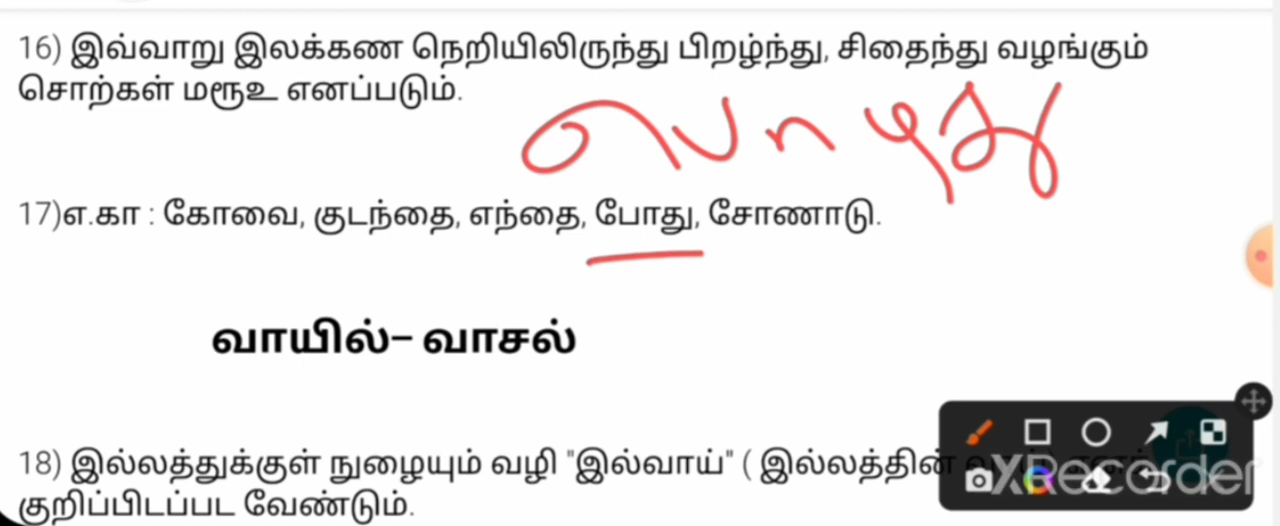 16) இவ்வாறு இலக்கண நெறியிலிருந்து பிறழ்ந்து, சிதைந்து வழங்கும்
சொற்கள் மரூஉ எனப்படும்.
பொழுது
17)எ.கா : கோவை, குடந்தை, எந்தை, போது, சோணாடு.
வாயில்– வாசல்
18) இல்லத்துக்குள் நுழையும் வழி "இல்வாய்" ( இல்லத்தின்
XRecorder
குறிப்பிடப்பட வேண்டும்.